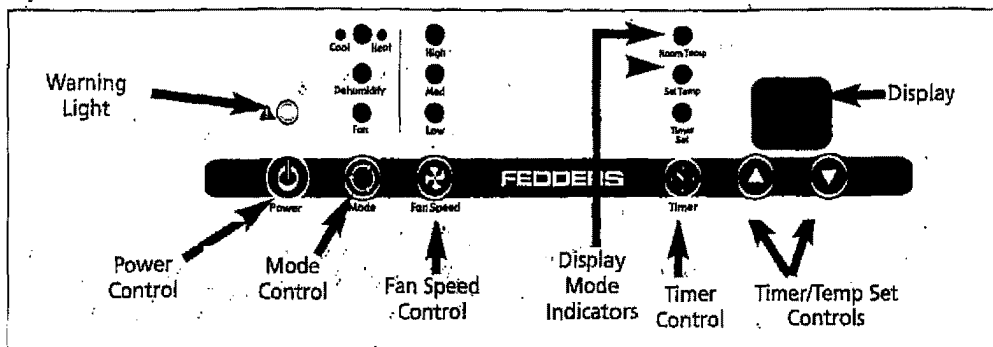 Cool Heat
High
Room Temp
Warning
Light
Dehumidify
Med
Set Temp
Display
Fan
Low
Timer
Set
FEDDERS
Power
Mode
Fan Speed
Timer
Power
Control
Mode
Control
Fan Speed
Control
Display
Mode
Indicators
Timer
Control
Timer/Temp Set
Controls